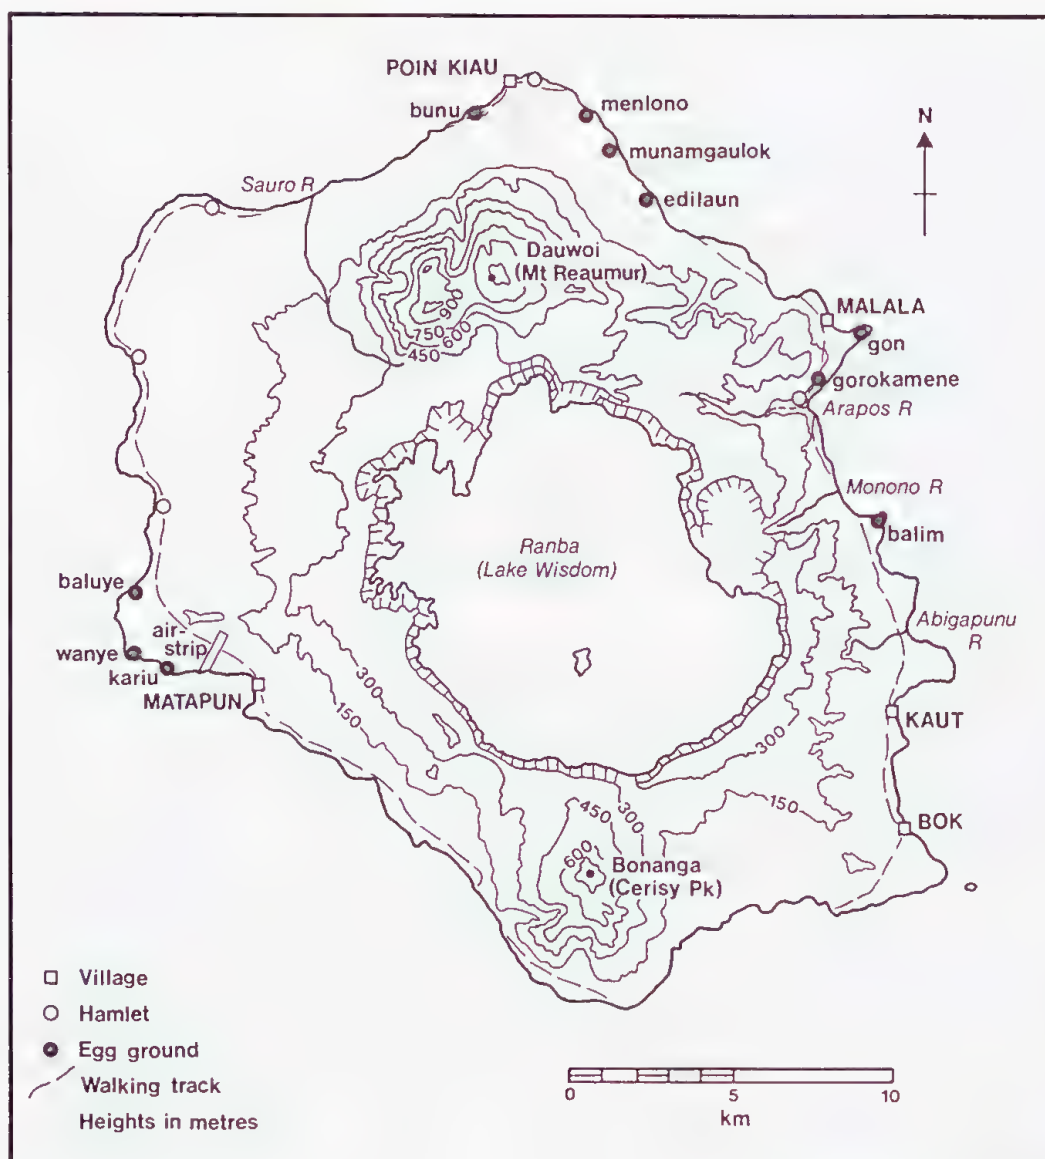 POIN KIAU
bunu
menlono
munamgaulok
N
Sauro R
edilaun
Dauwoi
(Mt Reaumur)
900
750
600
450
MALALA
gon
gorokamene
Arapos R
Monono R
balim
Ranba
(Lake Wisdom)
baluye
air-
strip
wanye
kariu
MATAPUN
Abigapunu
R
300
150
KAUT
300
450
300
150
BOK
600
Bonanga
(Cerisy Pk)
Village
Hamlet
Egg ground
Walking track
Heights in metres
0 5 10
km